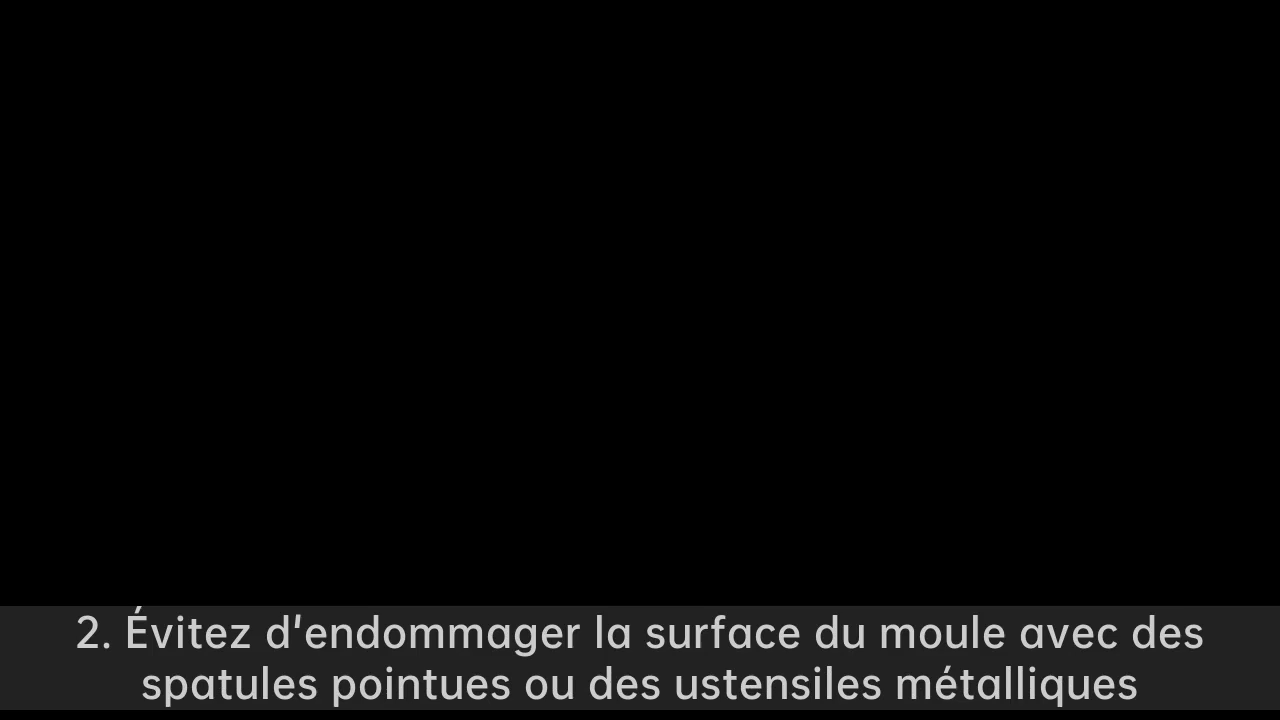 2. Évitez d'endommager la surface du moule avec des
spatules pointues ou des ustensiles métalliques